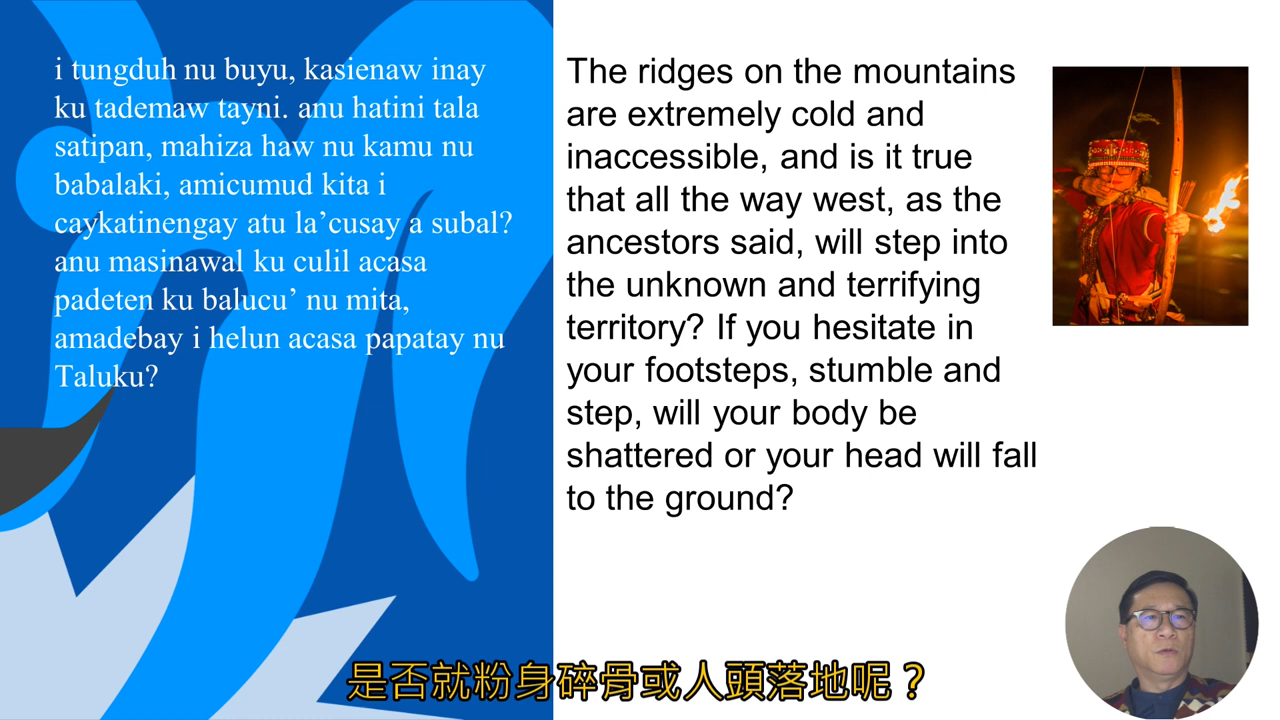 i tungduh nu buyu, kasienaw inay
ku tademaw tayni. anu hatini tala
satipan, mahiza haw nu kamu nu
babalaki, amicumud kita i
caykatinengay atu la’cusay a subal?
anu masinawal ku culil acasa
padeten ku balucu’ nu mita,
amadebay i helun acasa papatay nu
Taluku?
The ridges on the mountains
are extremely cold and
inaccessible, and is it true
that all the way west, as the
ancestors said, will step into
the unknown and terrifying
territory? If you hesitate in
your footsteps, stumble and
step, will your body be
shattered or your head will fall
to the ground?
是否就粉身碎骨或人頭落地呢？